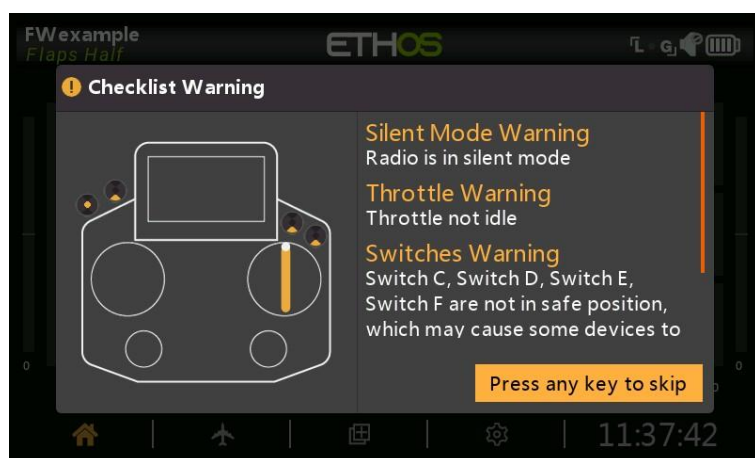 FWexample
Flaps Half
ETHOS
L
G
! Checklist Warning
Silent Mode Warning
Radio is in silent mode
Throttle Warning
Throttle not idle
Switches Warning
Switch C, Switch D, Switch E,
Switch F are not in safe position,
which may cause some devices to
Press any key to skip
0
0
11:37:42